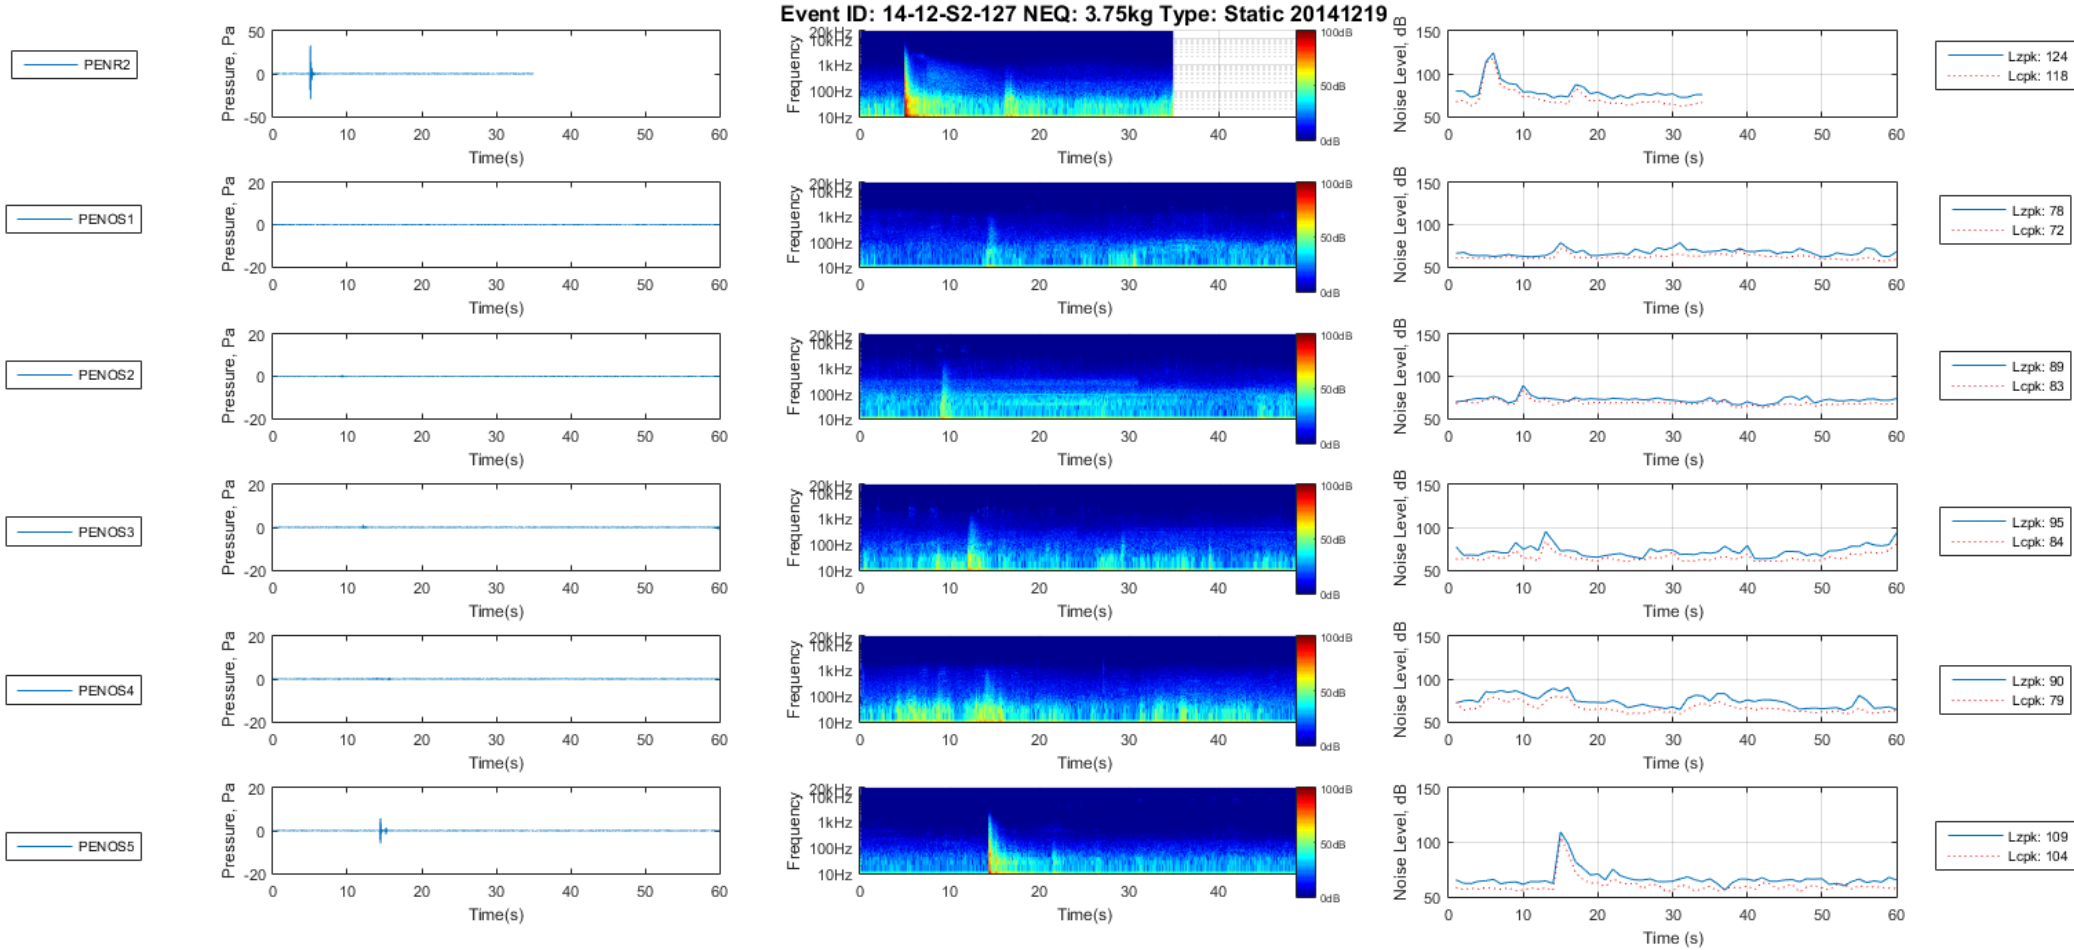 Event ID: 14-12-S2-127 NEQ: 3.75kg Type: Static 20141219
PENR2
Pressure, Pa
50
0
-50
0 10 20 30 40 50 60
Time(s)
Frequency
20kHz
10kHz
1kHz
100Hz
10Hz
0 10 20 30 40
Time(s)
100dB
50dB
0dB
Noise Level, dB
150
100
50
0 10 20 30 40 50 60
Time (s)
Lzpk: 124
Lcpk: 118
PENOS1
Pressure, Pa
20
0
-20
0 10 20 30 40 50 60
Time(s)
Frequency
20kHz
10kHz
1kHz
100Hz
10Hz
0 10 20 30 40
Time(s)
100dB
50dB
0dB
Noise Level, dB
150
100
50
0 10 20 30 40 50 60
Time (s)
Lzpk: 78
Lcpk: 72
PENOS2
Pressure, Pa
20
0
-20
0 10 20 30 40 50 60
Time(s)
Frequency
20kHz
10kHz
1kHz
100Hz
10Hz
0 10 20 30 40
Time(s)
100dB
50dB
0dB
Noise Level, dB
150
100
50
0 10 20 30 40 50 60
Time (s)
Lzpk: 89
Lcpk: 83
PENOS3
Pressure, Pa
20
0
-20
0 10 20 30 40 50 60
Time(s)
Frequency
20kHz
10kHz
1kHz
100Hz
10Hz
0 10 20 30 40
Time(s)
100dB
50dB
0dB
Noise Level, dB
150
100
50
0 10 20 30 40 50 60
Time (s)
Lzpk: 95
Lcpk: 84
PENOS4
Pressure, Pa
20
0
-20
0 10 20 30 40 50 60
Time(s)
Frequency
20kHz
10kHz
1kHz
100Hz
10Hz
0 10 20 30 40
Time(s)
100dB
50dB
0dB
Noise Level, dB
150
100
50
0 10 20 30 40 50 60
Time (s)
Lzpk: 90
Lcpk: 79
PENOS5
Pressure, Pa
20
0
-20
0 10 20 30 40 50 60
Time(s)
Frequency
20kHz
10kHz
1kHz
100Hz
10Hz
0 10 20 30 40
Time(s)
100dB
50dB
0dB
Noise Level, dB
150
100
50
0 10 20 30 40 50 60
Time (s)
Lzpk: 109
Lcpk: 104